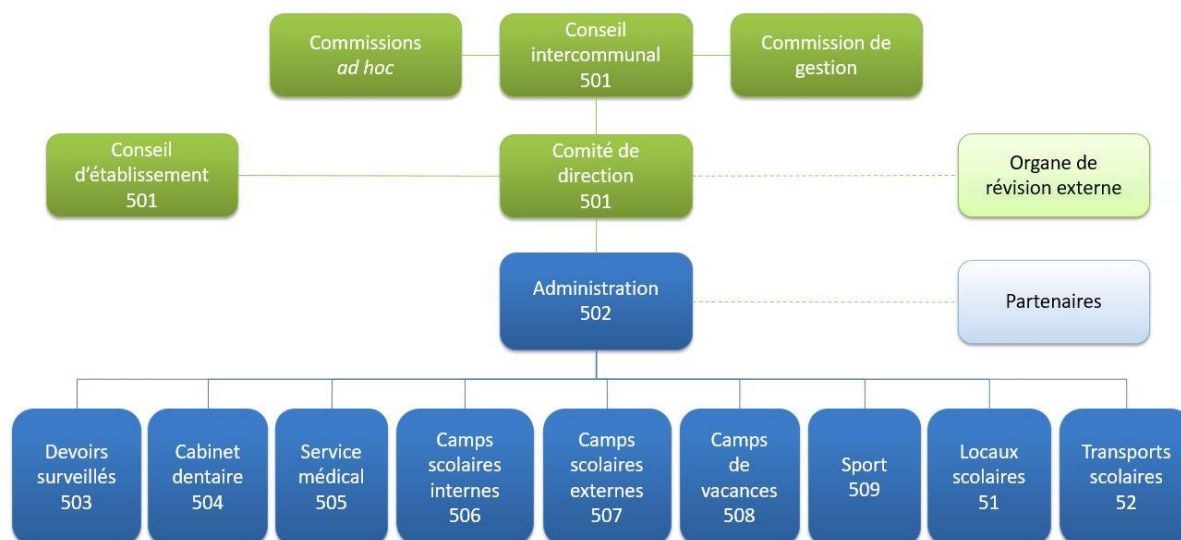 Commissions
ad hoc
Conseil
intercommunal
501
Commission de
gestion
Conseil
d'établissement
501
Comité de
direction
501
Organe de
révision externe
Administration
502
Partenaires
Devoirs
surveillés
503
Cabinet
dentaire
504
Service
médical
505
Camps
scolaires
internes
506
Camps
scolaires
externes
507
Camps
de
vacances
508
Sport
509
Locaux
scolaires
51
Transports
scolaires
52